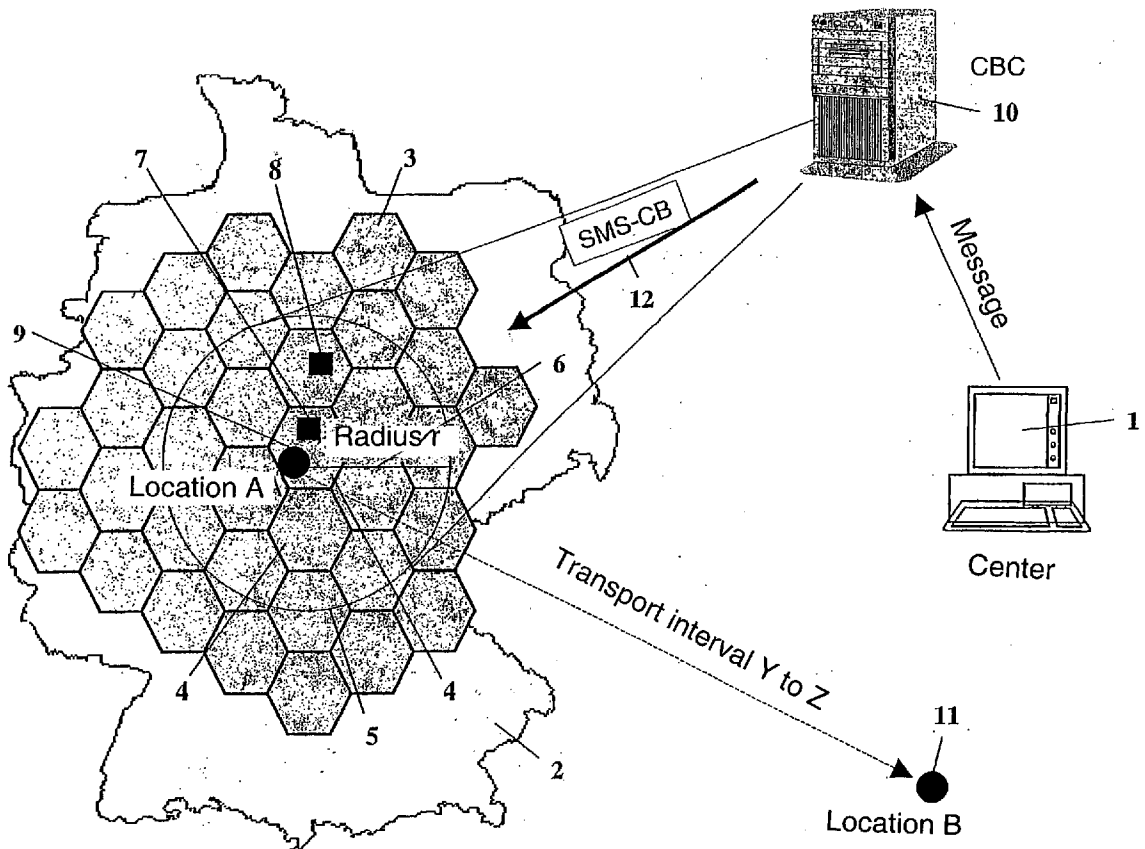 CBC
10
7
8
3
SMS-CB
12
Message
9
6
Radius r
1
Location A
Center
Transport interval Y to Z
4
4
5
2
11
Location B